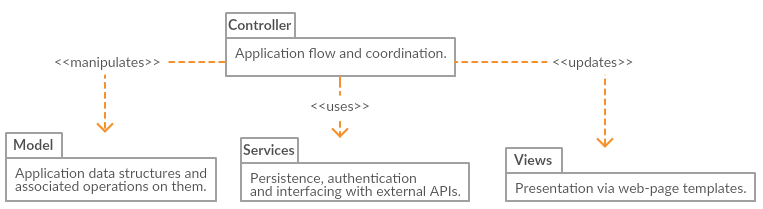 Controller
Application flow and coordination.
<<manipulates>>
<<updates>>
<<uses>>
Model
Application data structures and
associated operations on them.
Services
Persistence, authentication
and interfacing with external APIs.
Views
Presentation via web-page templates.